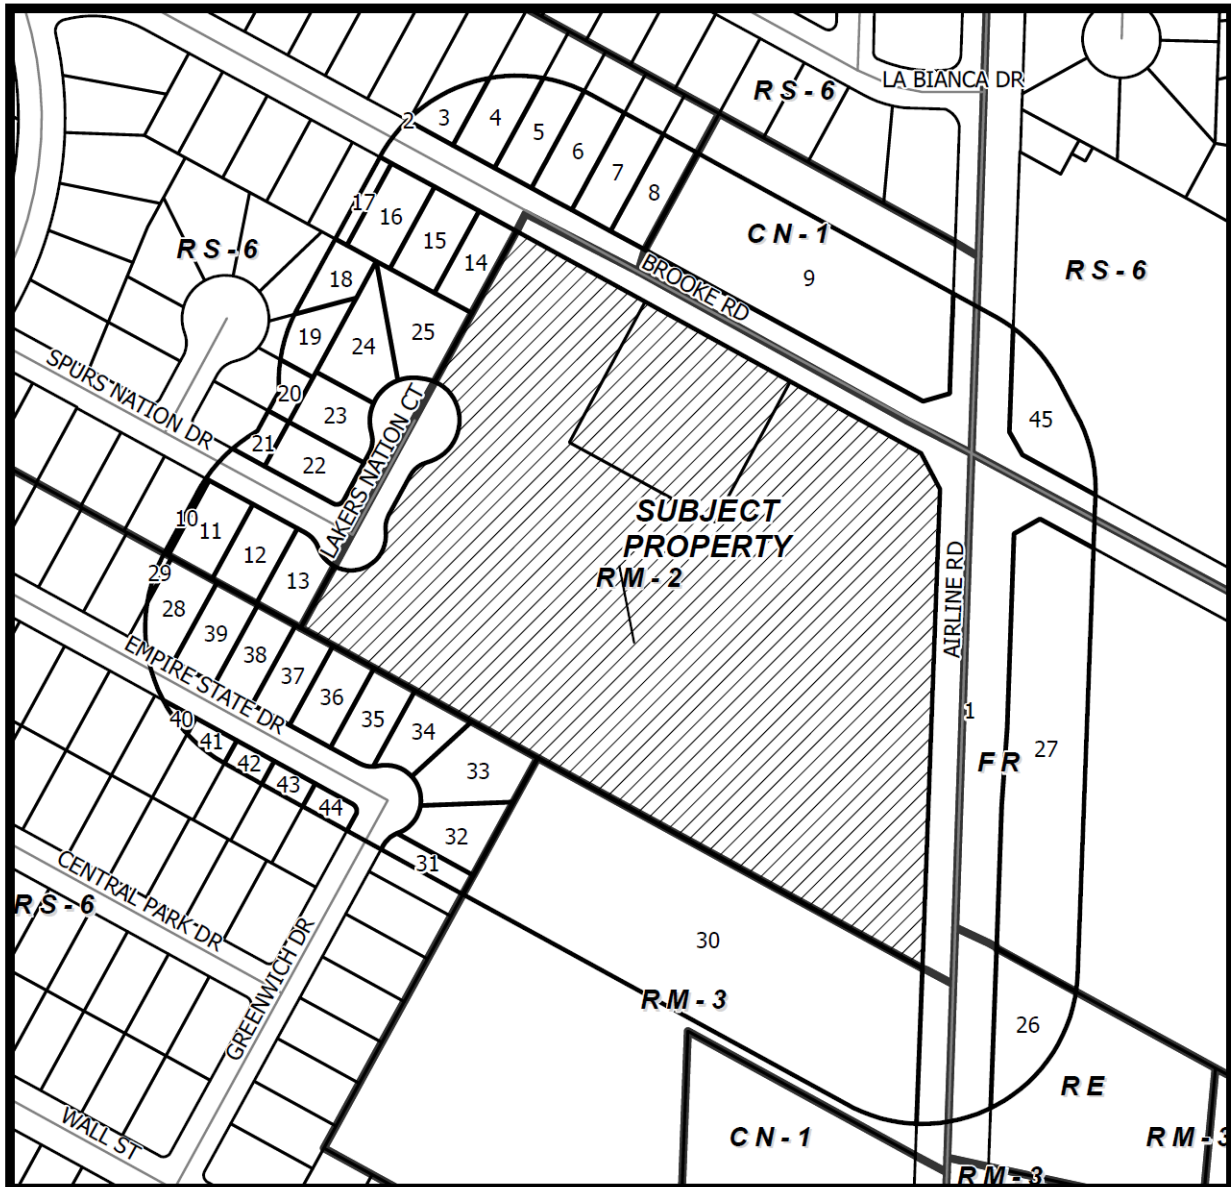 LA BIANCA DR
RS-6
2
3
4
5
6
7
8
17
16
15
14
CN-1
9
RS-6
RS-6
BROOKE RD
18
19
24
25
20
23
21
22
SPURS NATION DR
LAKERS NATION CT
45
SUBJECT
PROPERTY
RM-2
10
11
12
13
29
28
39
38
37
36
35
34
33
32
31
EMPIRE STATE DR
40
41
42
43
44
AIRLINE RD
1
FR
27
CENTRAL PARK DR
RS-6
GREENWICH DR
30
RM-3
26
RE
WALL ST
CN-1
RM-3
RM-3